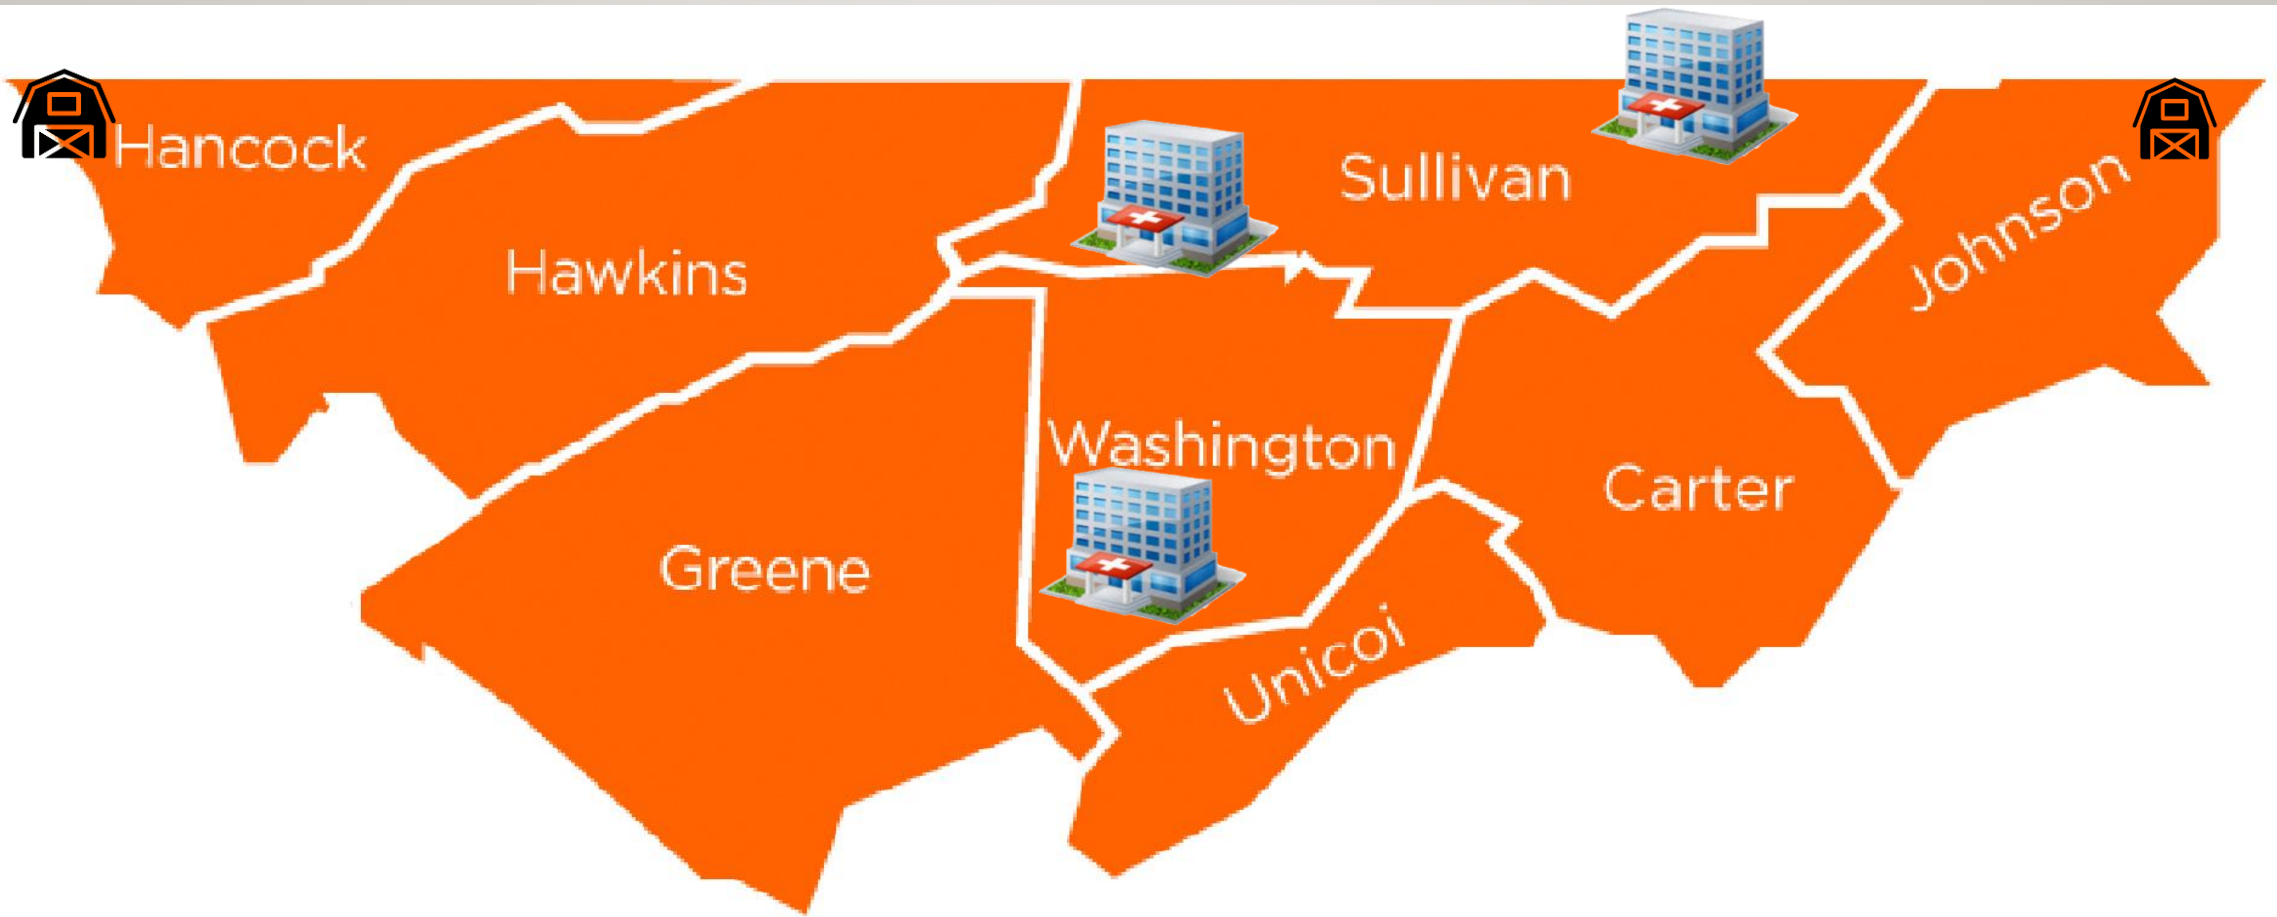 Hancock
Sullivan
Johnson
Hawkins
Washington
Carter
Greene
Unicoi